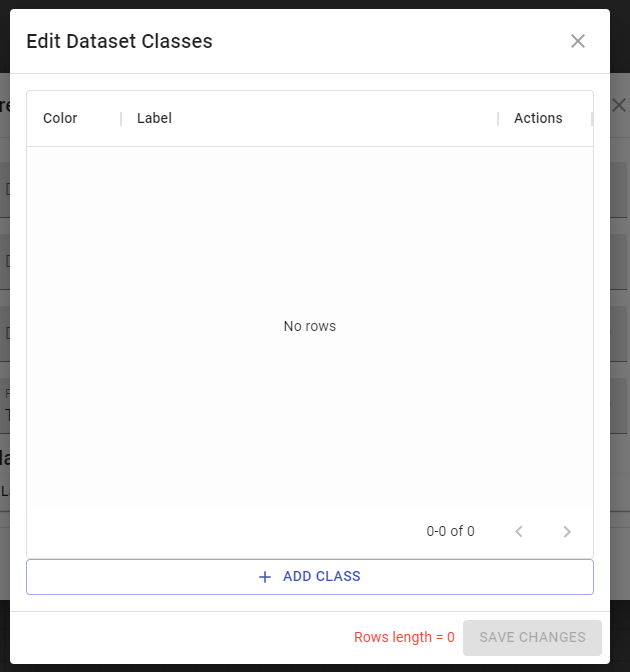 Edit Dataset Classes
Color
Label
Actions
No rows
0-0 of 0
ADD CLASS
Rows length = 0
SAVE CHANGES